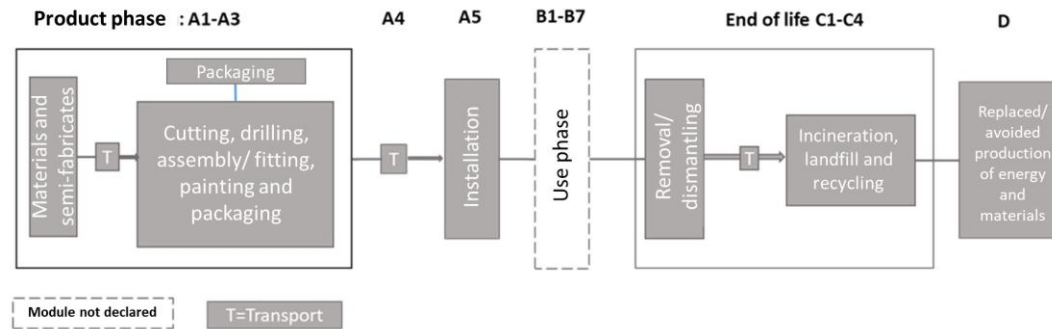 Product phase : A1-A3
A4
A5
B1-B7
End of life C1-C4
D
Packaging
Materials and
semi-fabricates
T
Cutting, drilling,
assembly/ fitting,
painting and
packaging
T
Installation
Use phase
Removal/
dismantling
T
Incineration,
landfill and
recycling
Replaced/
avoided
production
of energy
and
materials
Module not declared
T=Transport